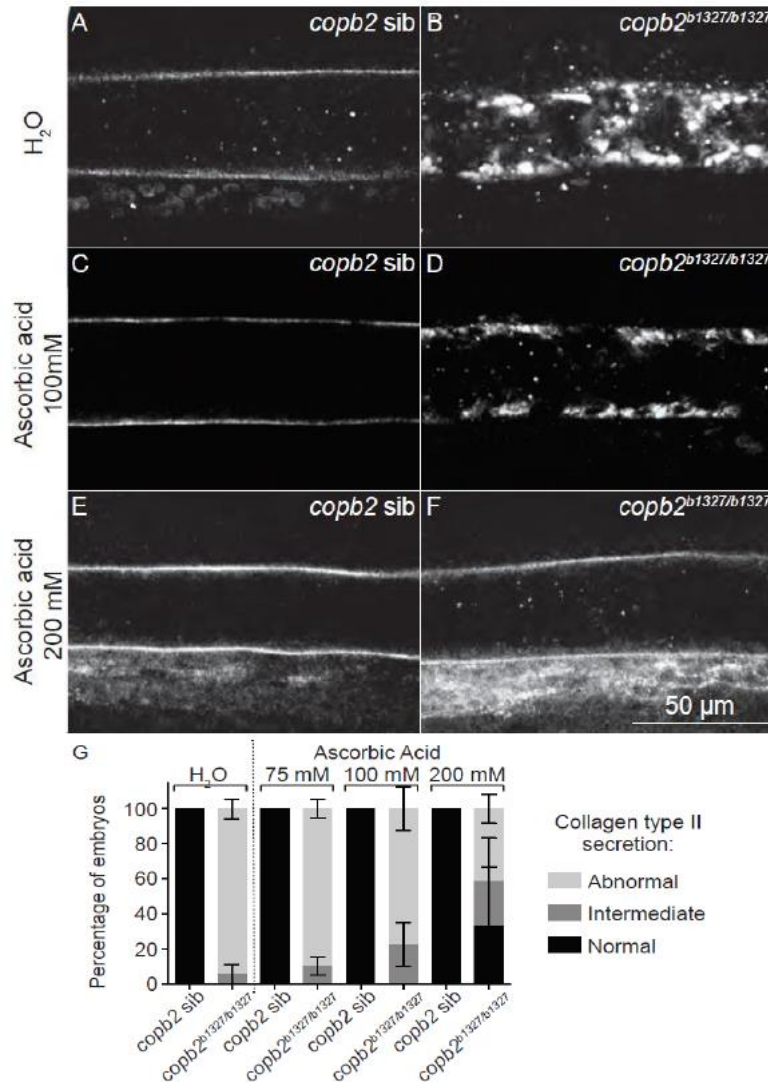 A copb2 sib
B copb2b1327/b1327
H2O
C copb2 sib
D copb2b1327/b1327
Ascorbic acid
100mM
E copb2 sib
F copb2b1327/b1327
Ascorbic acid
200 mM
50 µm
G
Ascorbic Acid
H2O 75 mM 100 mM 200 mM
Percentage of embryos
100
80
60
40
20
0
copb2 sib
copb2b1327/b1327
copb2 sib
copb2b1327/b1327
copb2 sib
copb2b1327/b1327
copb2 sib
copb2b1327/b1327
Collagen type II
secretion:
Abnormal
Intermediate
Normal